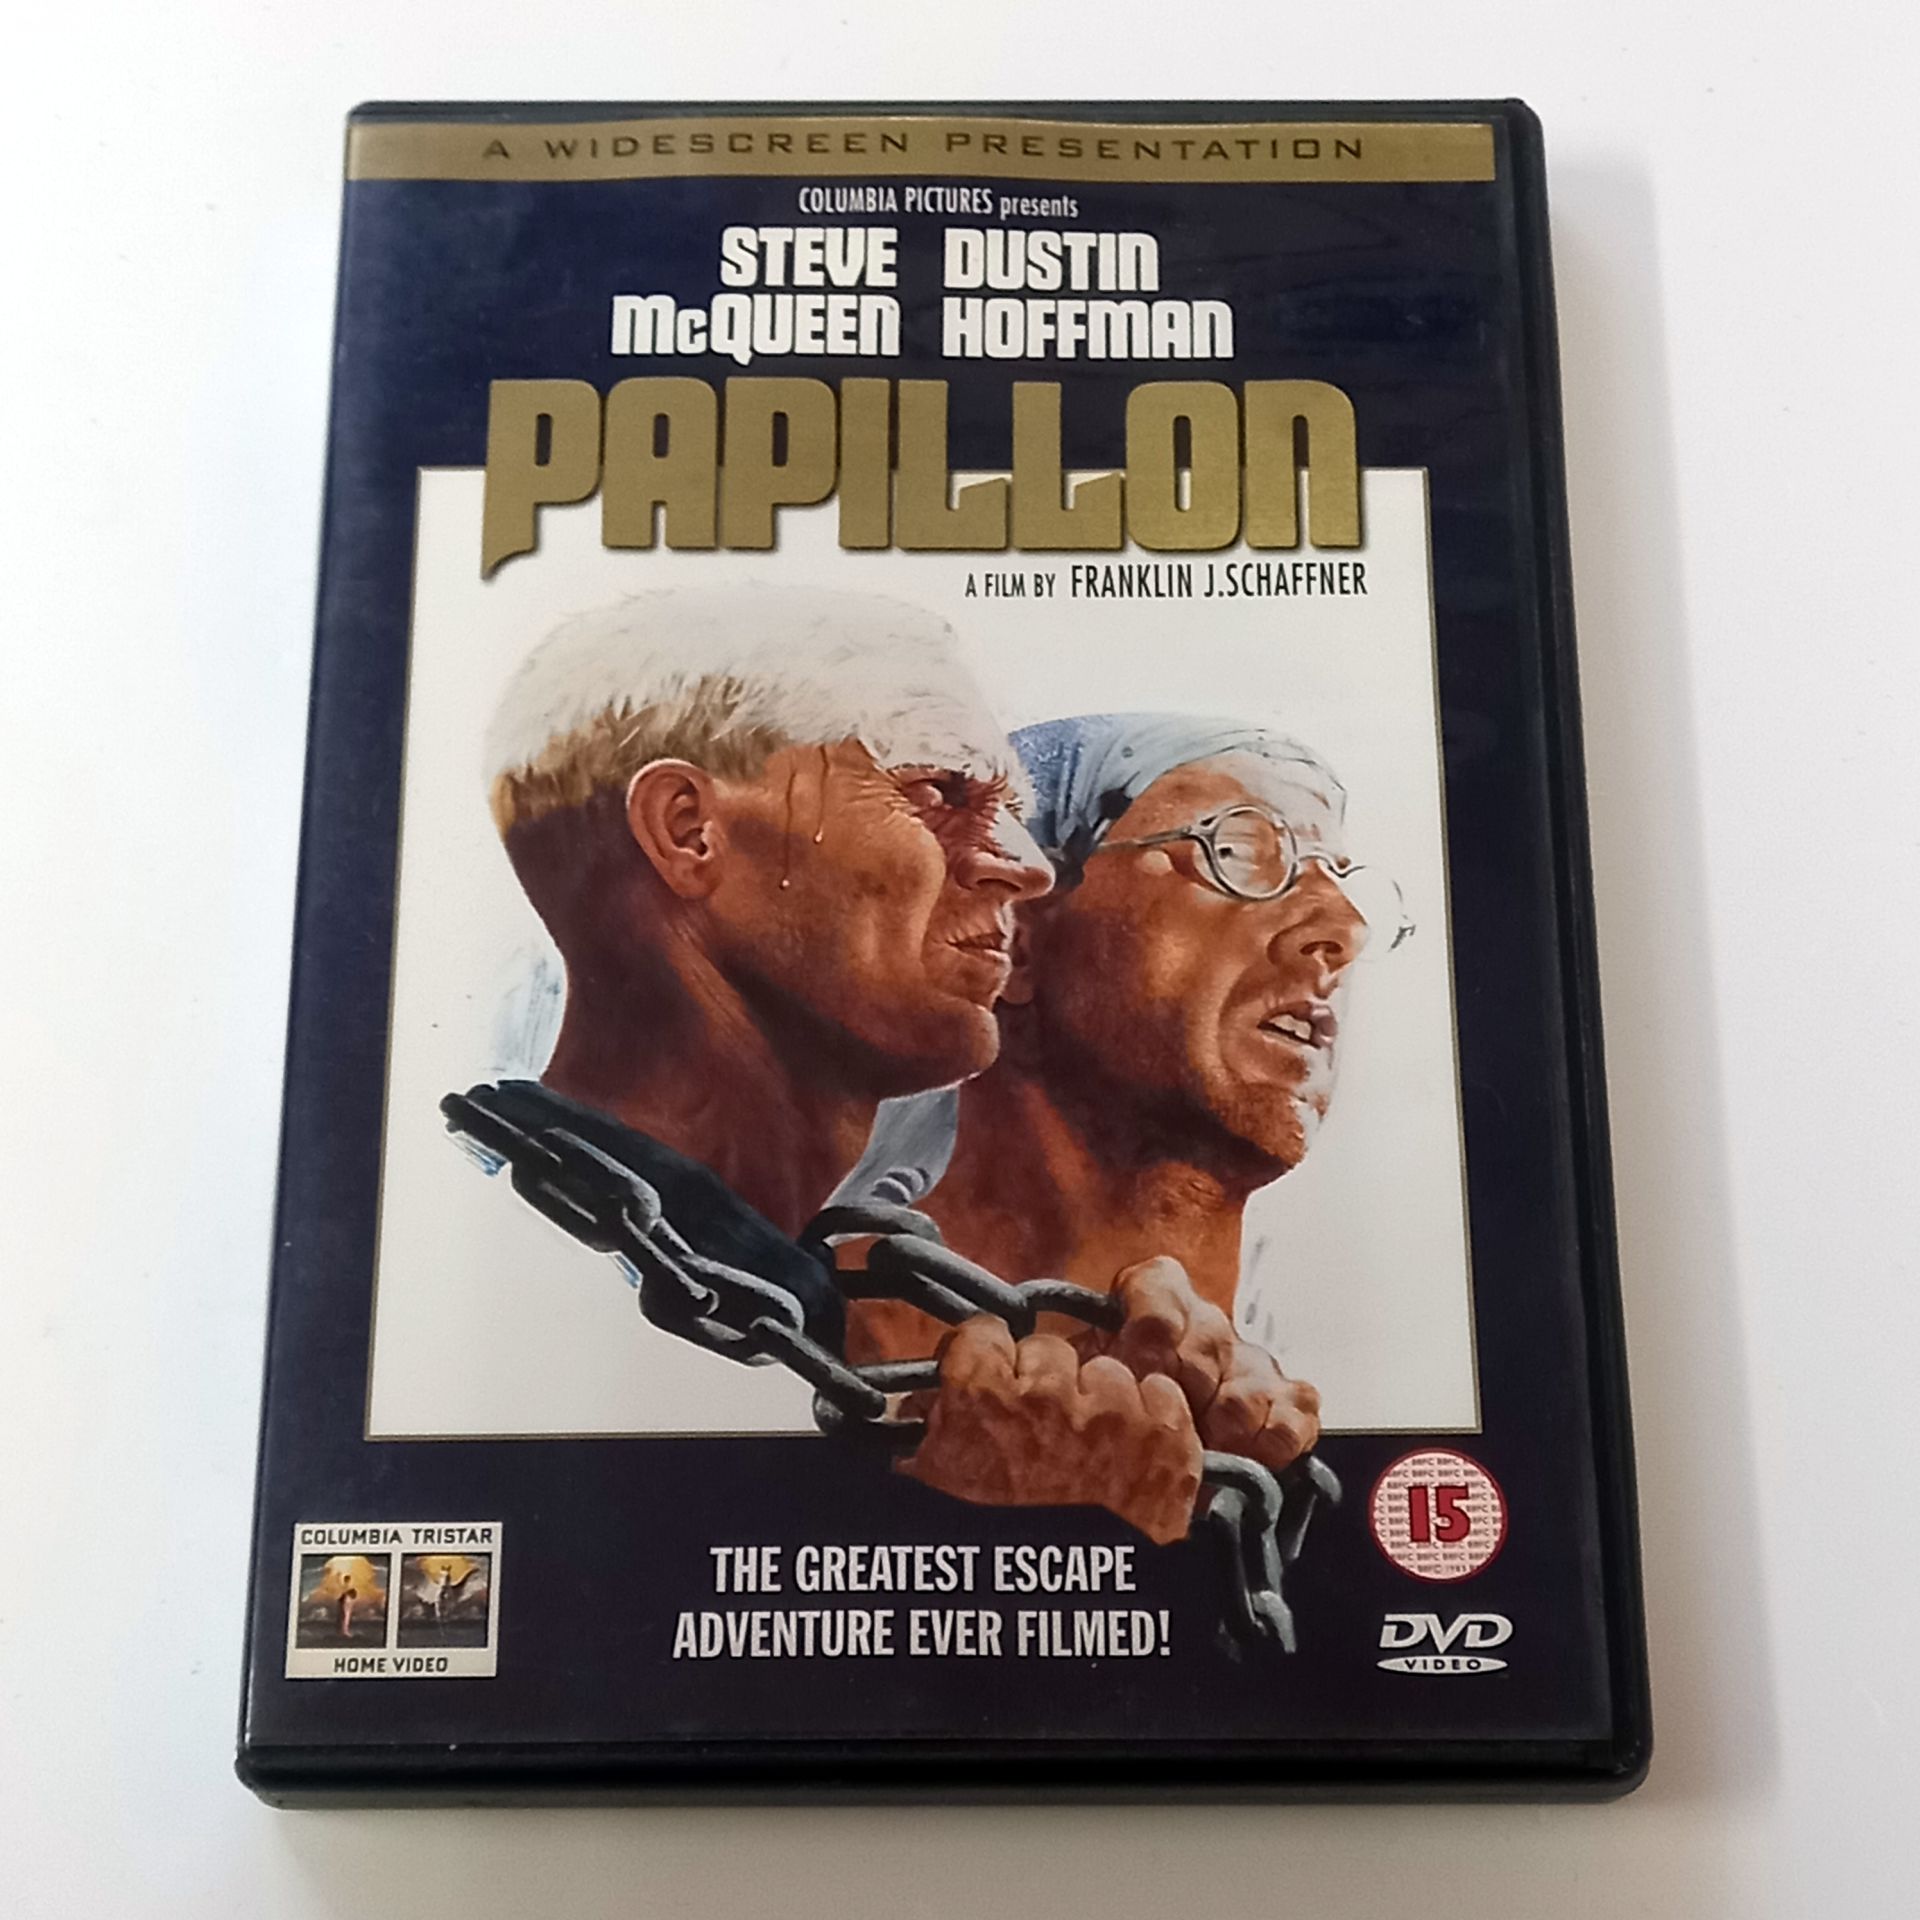 A WIDESCREEN PRESENTATION
COLUMBIA PICTURES presents
STEVE DUSTIN
McQUEEN HOFFMAN
PAPILLON
A FILM BY FRANKLIN J.SCHAFFNER
THE GREATEST ESCAPE
ADVENTURE EVER FILMED!
COLUMBIA TRISTAR
HOME VIDEO
15
DVD
VIDEO